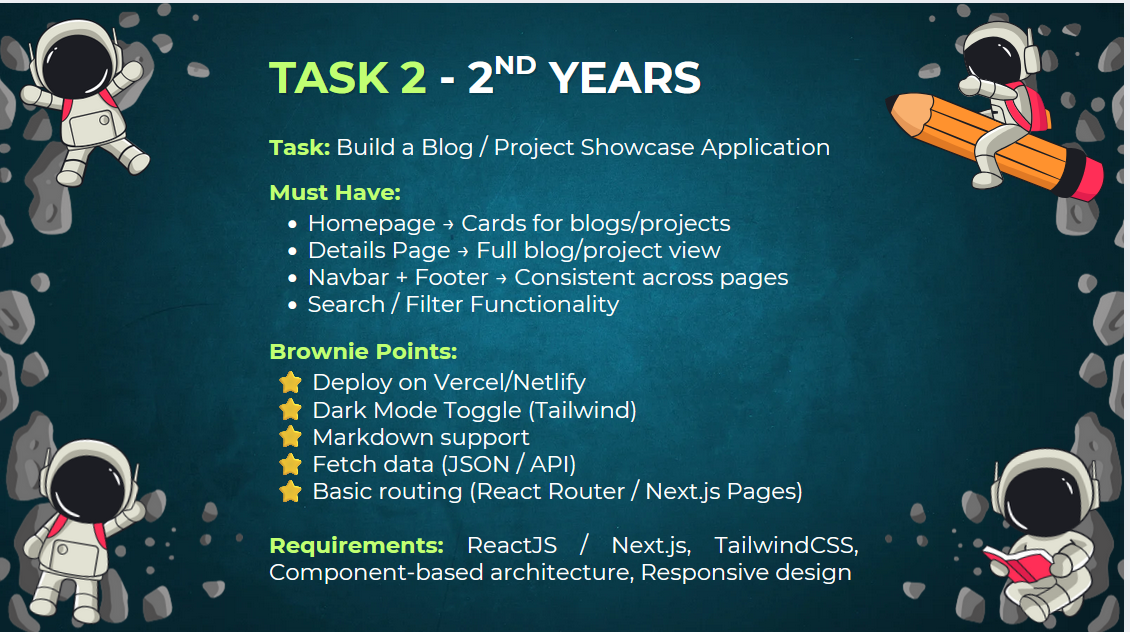 TASK 2 - 2ND YEARS
Task: Build a Blog / Project Showcase Application
Must Have:
• Homepage → Cards for blogs/projects
• Details Page → Full blog/project view
• Navbar + Footer → Consistent across pages
• Search / Filter Functionality
Brownie Points:
⭐ Deploy on Vercel/Netlify
⭐ Dark Mode Toggle (Tailwind)
⭐ Markdown support
⭐ Fetch data (JSON / API)
⭐ Basic routing (React Router / Next.js Pages)
Requirements: ReactJS / Next.js, TailwindCSS,
Component-based architecture, Responsive design